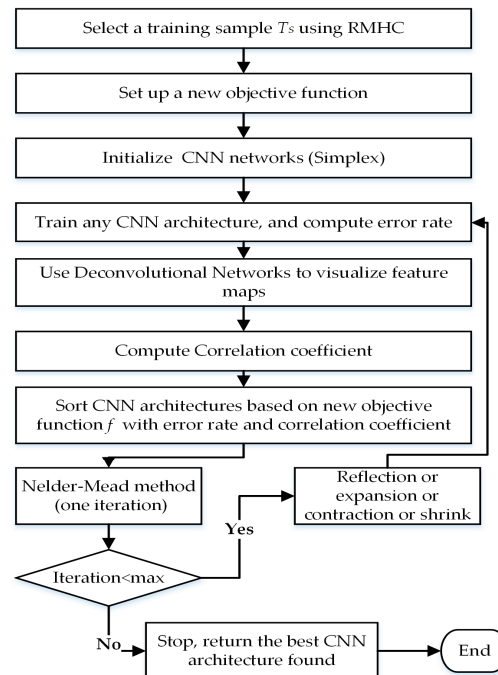 Select a training sample Ts using RMHC
Set up a new objective function
Initialize CNN networks (Simplex)
Train any CNN architecture, and compute error rate
Use Deconvolutional Networks to visualize feature
maps
Compute Correlation coefficient
Sort CNN architectures based on new objective
function f with error rate and correlation coefficient
Nelder-Mead method
(one iteration)
Reflection or
expansion or
contraction or shrink
Yes
Iteration<max
No
Stop, return the best CNN
architecture found
End